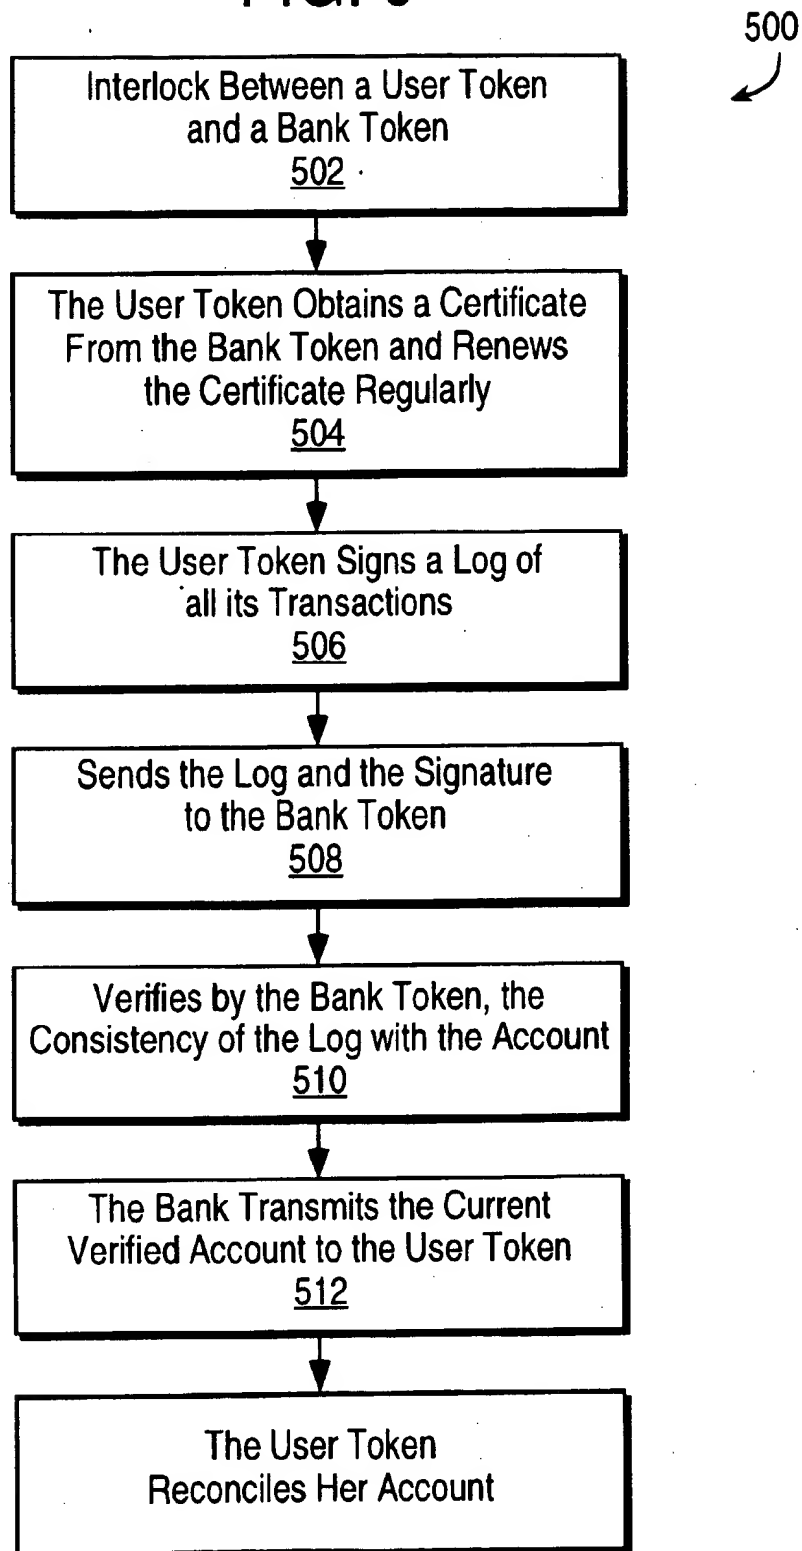 500
Interlock Between a User Token
and a Bank Token
502
The User Token Obtains a Certificate
From the Bank Token and Renews
the Certificate Regularly
504
The User Token Signs a Log of
all its Transactions
506
Sends the Log and the Signature
to the Bank Token
508
Verifies by the Bank Token, the
Consistency of the Log with the Account
510
The Bank Transmits the Current
Verified Account to the User Token
512
The User Token
Reconciles Her Account